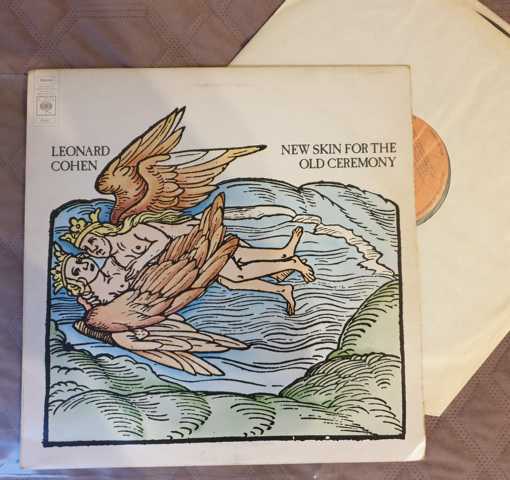 LEONARD
COHEN
NEW SKIN FOR THE
OLD CEREMONY